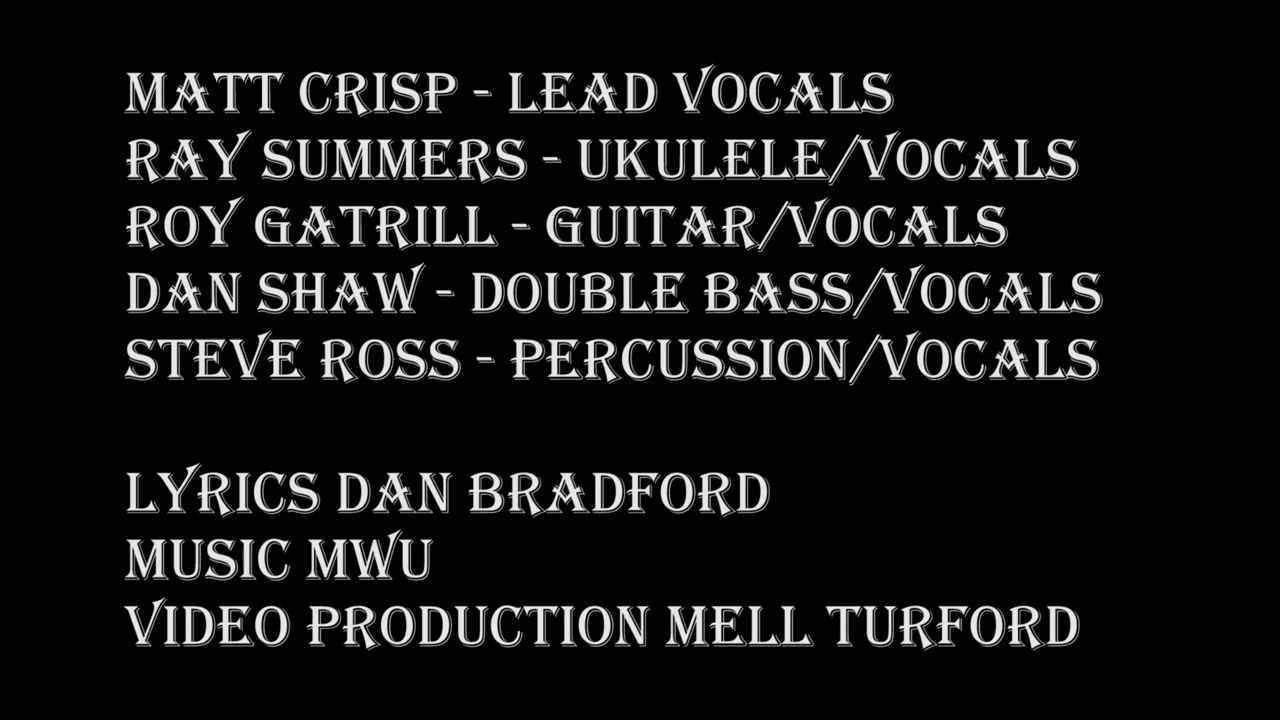 MATT CRISP - LEAD VOCALS
RAY SUMMERS - UKULELE/VOCALS
ROY GATRILL - GUITAR/VOCALS
DAN SHAW - DOUBLE BASS/VOCALS
STEVE ROSS - PERCUSSION/VOCALS
LYRICS DAN BRADFORD
MUSIC MWU
VIDEO PRODUCTION MELL TURFORD